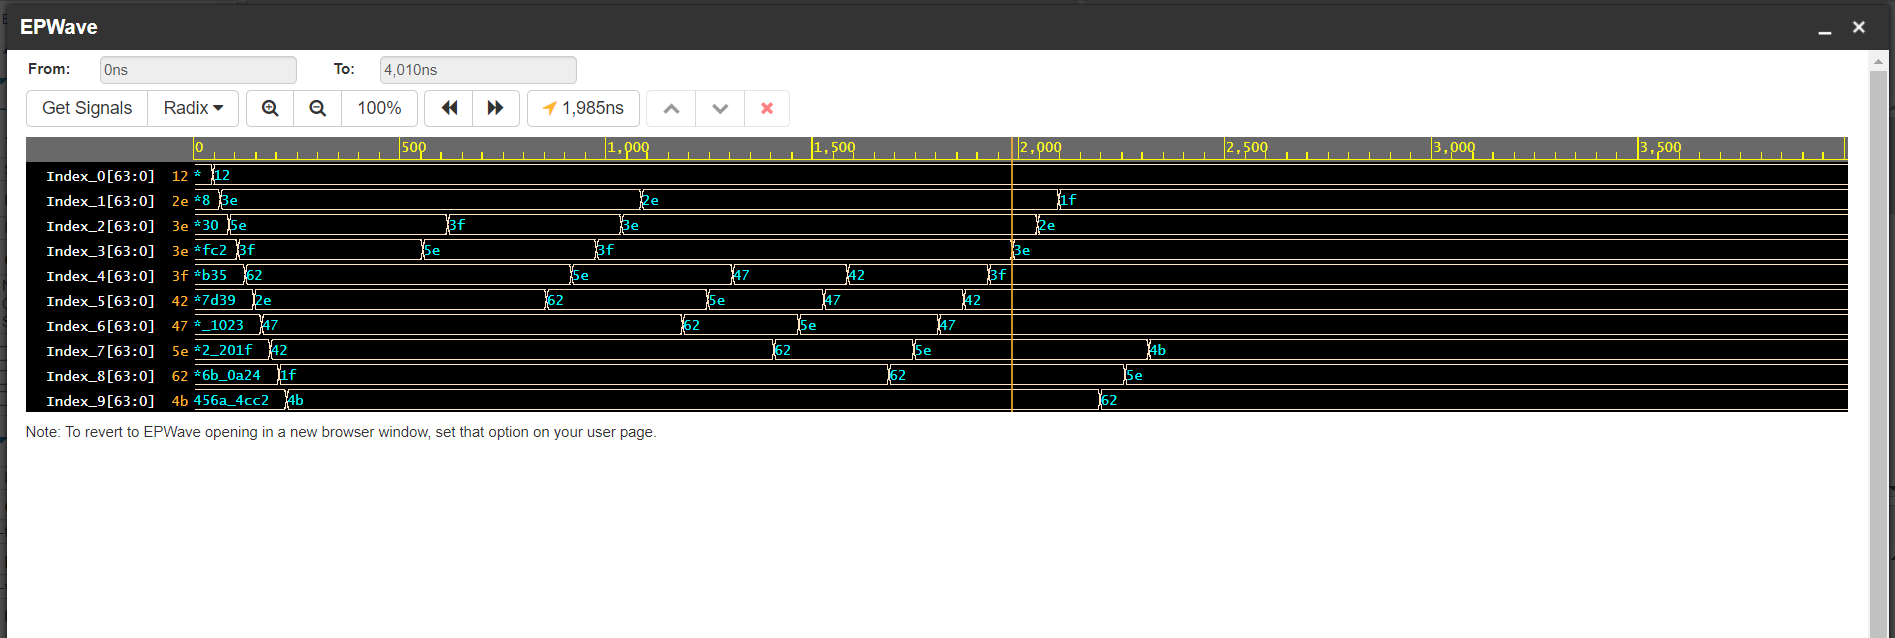 EPWave
From: 0ns To: 4,010ns
Get Signals Radix 100% 1,985ns
0 500 1,000 1,500 2,000 2,500 3,000 3,500
Index_0[63:0] 12 * 12
Index_1[63:0] 2e *8 3e 2e 1f
Index_2[63:0] 3e *30 5e 3f 3e 2e
Index_3[63:0] 3e *fc2 3f 5e 3f 3e
Index_4[63:0] 3f *b35 62 5e 47 42 3f
Index_5[63:0] 42 *7d39 2e 62 5e 47 42
Index_6[63:0] 47 *_1023 47 62 5e 47
Index_7[63:0] 5e *2_201f 42 62 5e 4b
Index_8[63:0] 62 *6b_0a24 1f 62 5e
Index_9[63:0] 4b 456a_4cc2 4b 62
Note: To revert to EPWave opening in a new browser window, set that option on your user page.